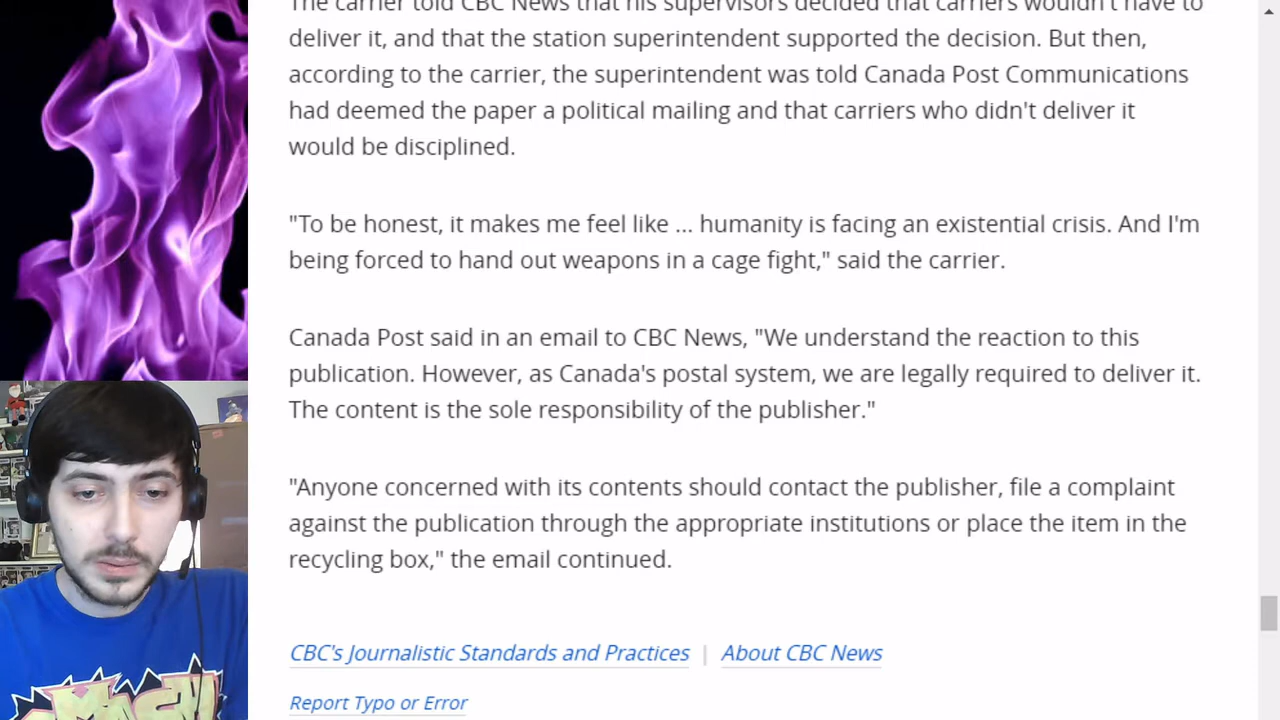 The carrier told CBC News that his supervisors decided that carriers wouldn't have to
deliver it, and that the station superintendent supported the decision. But then,
according to the carrier, the superintendent was told Canada Post Communications
had deemed the paper a political mailing and that carriers who didn't deliver it
would be disciplined.
"To be honest, it makes me feel like ... humanity is facing an existential crisis. And I'm
being forced to hand out weapons in a cage fight," said the carrier.
Canada Post said in an email to CBC News, "We understand the reaction to this
publication. However, as Canada's postal system, we are legally required to deliver it.
The content is the sole responsibility of the publisher."
"Anyone concerned with its contents should contact the publisher, file a complaint
against the publication through the appropriate institutions or place the item in the
recycling box," the email continued.
CBC's Journalistic Standards and Practices | About CBC News
Report Typo or Error